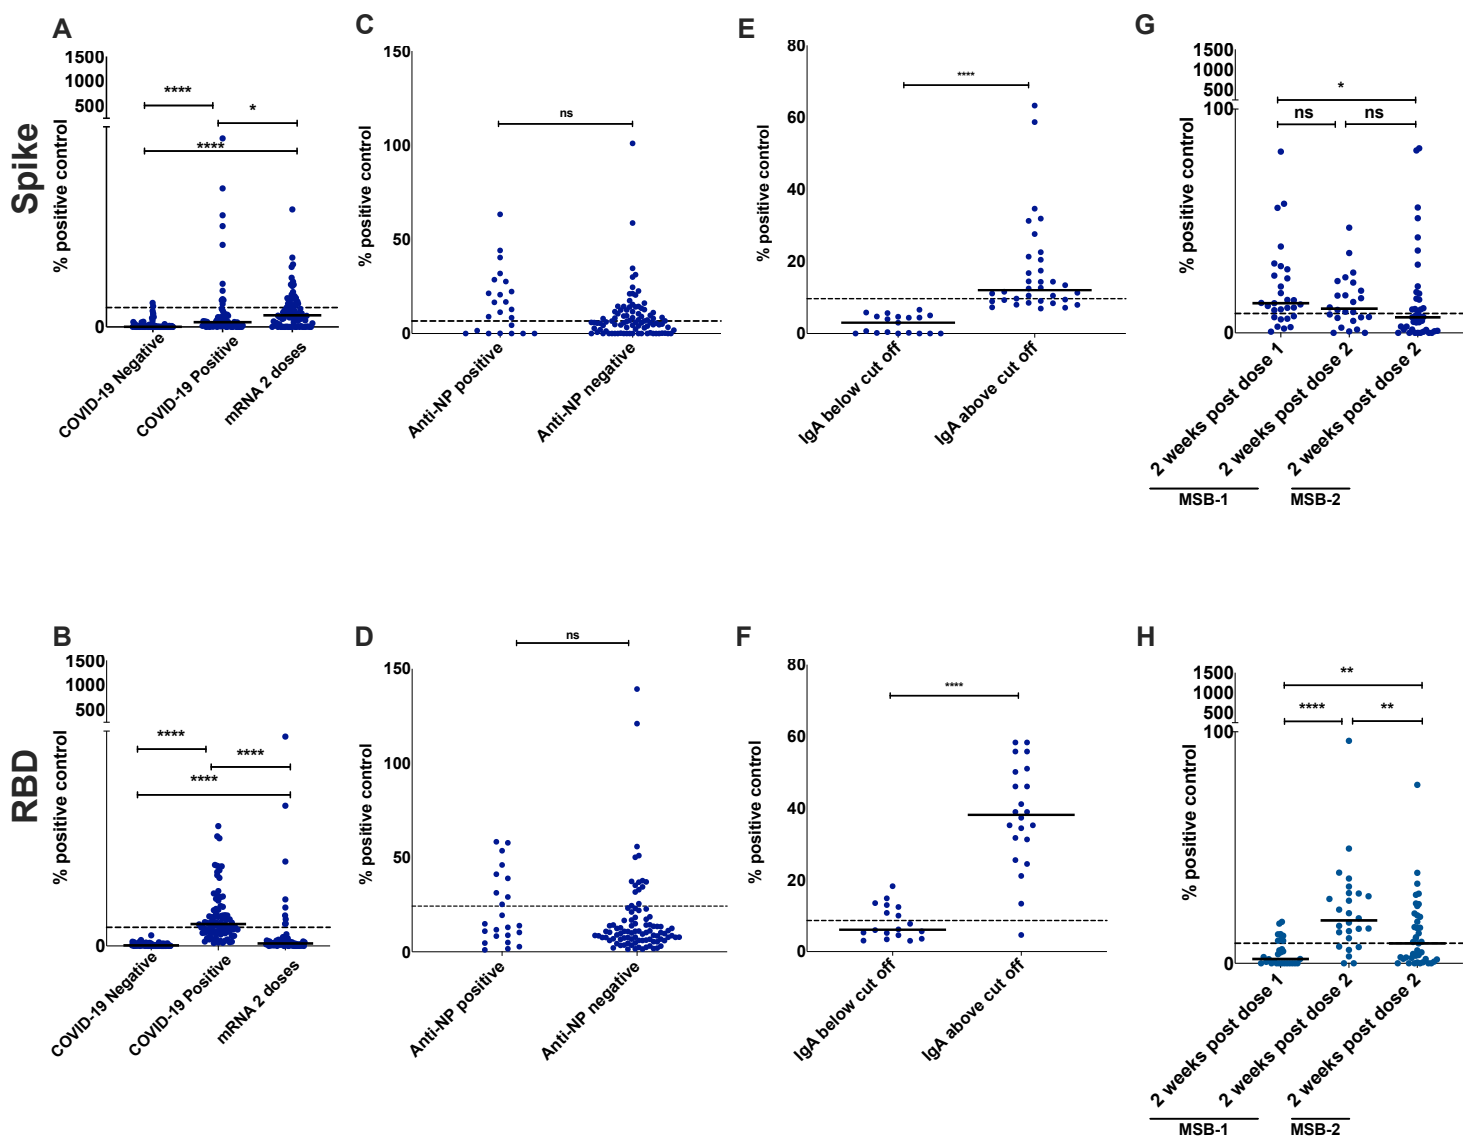 Spike
A
1500
1000
500
0
% positive control
****
*
****
COVID-19 Negative
COVID-19 Positive
mRNA 2 doses
C
150
100
50
0
% positive control
ns
Anti-NP positive
Anti-NP negative
E
80
60
40
20
0
% positive control
****
IgA below cut off
IgA above cut off
G
1500
1000
500
100
0
% positive control
*
ns
ns
2 weeks post dose 1
2 weeks post dose 2
2 weeks post dose 2
MSB-1
MSB-2
RBD
B
1500
1000
500
0
% positive control
****
****
****
COVID-19 Negative
COVID-19 Positive
mRNA 2 doses
D
150
100
50
0
% positive control
ns
Anti-NP positive
Anti-NP negative
F
80
60
40
20
0
% positive control
****
IgA below cut off
IgA above cut off
H
1500
1000
500
100
0
% positive control
**
****
**
2 weeks post dose 1
2 weeks post dose 2
2 weeks post dose 2
MSB-1
MSB-2